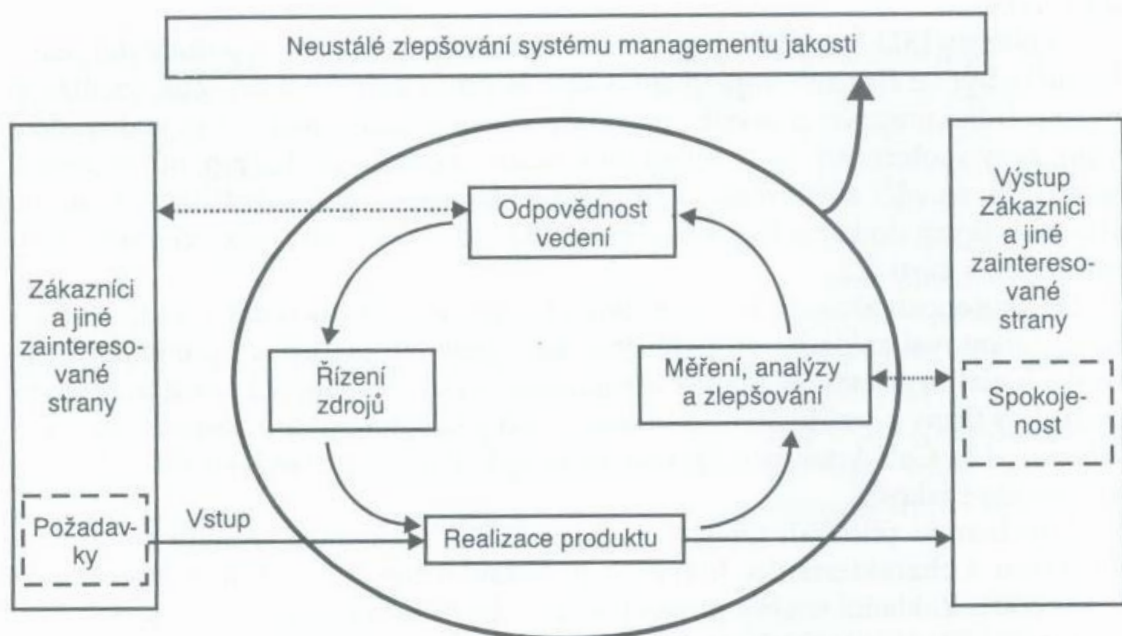 Neustálé zlepšování systému managementu jakosti
Zákazníci
a jiné
zaintereso-
vané
strany
Požadav-
ky
Vstup
Odpovědnost
vedení
Řízení
zdrojů
Měření, analýzy
a zlepšování
Realizace produktu
Výstup
Zákazníci
a jiné
zaintereso-
vané
strany
Spokoje-
nost